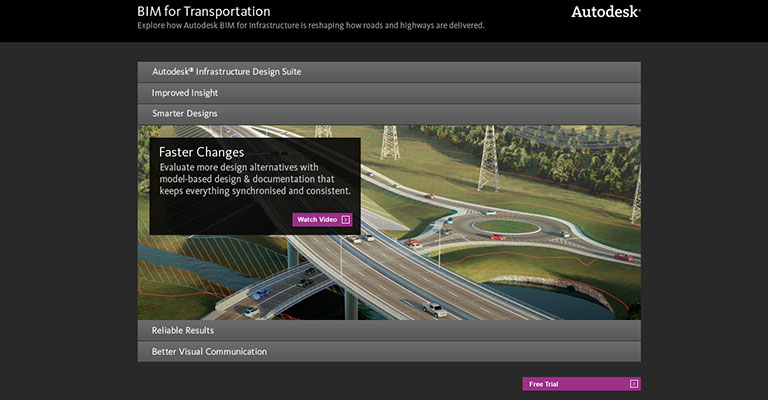 BIM for Transportation
Explore how Autodesk BIM for Infrastructure is reshaping how roads and highways are delivered.
Autodesk®
Autodesk® Infrastructure Design Suite
Improved Insight
Smarter Designs
Faster Changes
Evaluate more design alternatives with
model-based design & documentation that
keeps everything synchronised and consistent.
Watch Video
Reliable Results
Better Visual Communication
Free Trial